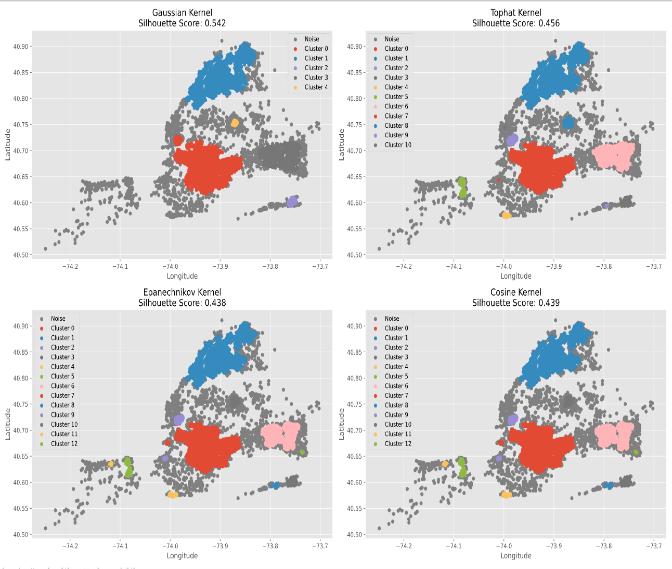 Gaussian Kernel
Silhouette Score: 0.542
Noise
Cluster 0
Cluster 1
Cluster 2
Cluster 3
Cluster 4
40.90
40.85
40.80
40.75
40.70
40.65
40.60
40.55
40.50
Latitude
−74.2
−74.1
−74.0
−73.9
−73.8
−73.7
Longitude
Tophat Kernel
Silhouette Score: 0.456
Noise
Cluster 0
Cluster 1
Cluster 2
Cluster 3
Cluster 4
Cluster 5
Cluster 6
Cluster 7
Cluster 8
Cluster 9
Cluster 10
40.90
40.85
40.80
40.75
40.70
40.65
40.60
40.55
40.50
Latitude
−74.2
−74.1
−74.0
−73.9
−73.8
−73.7
Longitude
Epanechnikov Kernel
Silhouette Score: 0.438
Noise
Cluster 0
Cluster 1
Cluster 2
Cluster 3
Cluster 4
Cluster 5
Cluster 6
Cluster 7
Cluster 8
Cluster 9
Cluster 10
Cluster 11
Cluster 12
40.90
40.85
40.80
40.75
40.70
40.65
40.60
40.55
40.50
Latitude
−74.2
−74.1
−74.0
−73.9
−73.8
−73.7
Longitude
Cosine Kernel
Silhouette Score: 0.439
Noise
Cluster 0
Cluster 1
Cluster 2
Cluster 3
Cluster 4
Cluster 5
Cluster 6
Cluster 7
Cluster 8
Cluster 9
Cluster 10
Cluster 11
Cluster 12
40.90
40.85
40.80
40.75
40.70
40.65
40.60
40.55
40.50
Latitude
−74.2
−74.1
−74.0
−73.9
−73.8
−73.7
Longitude